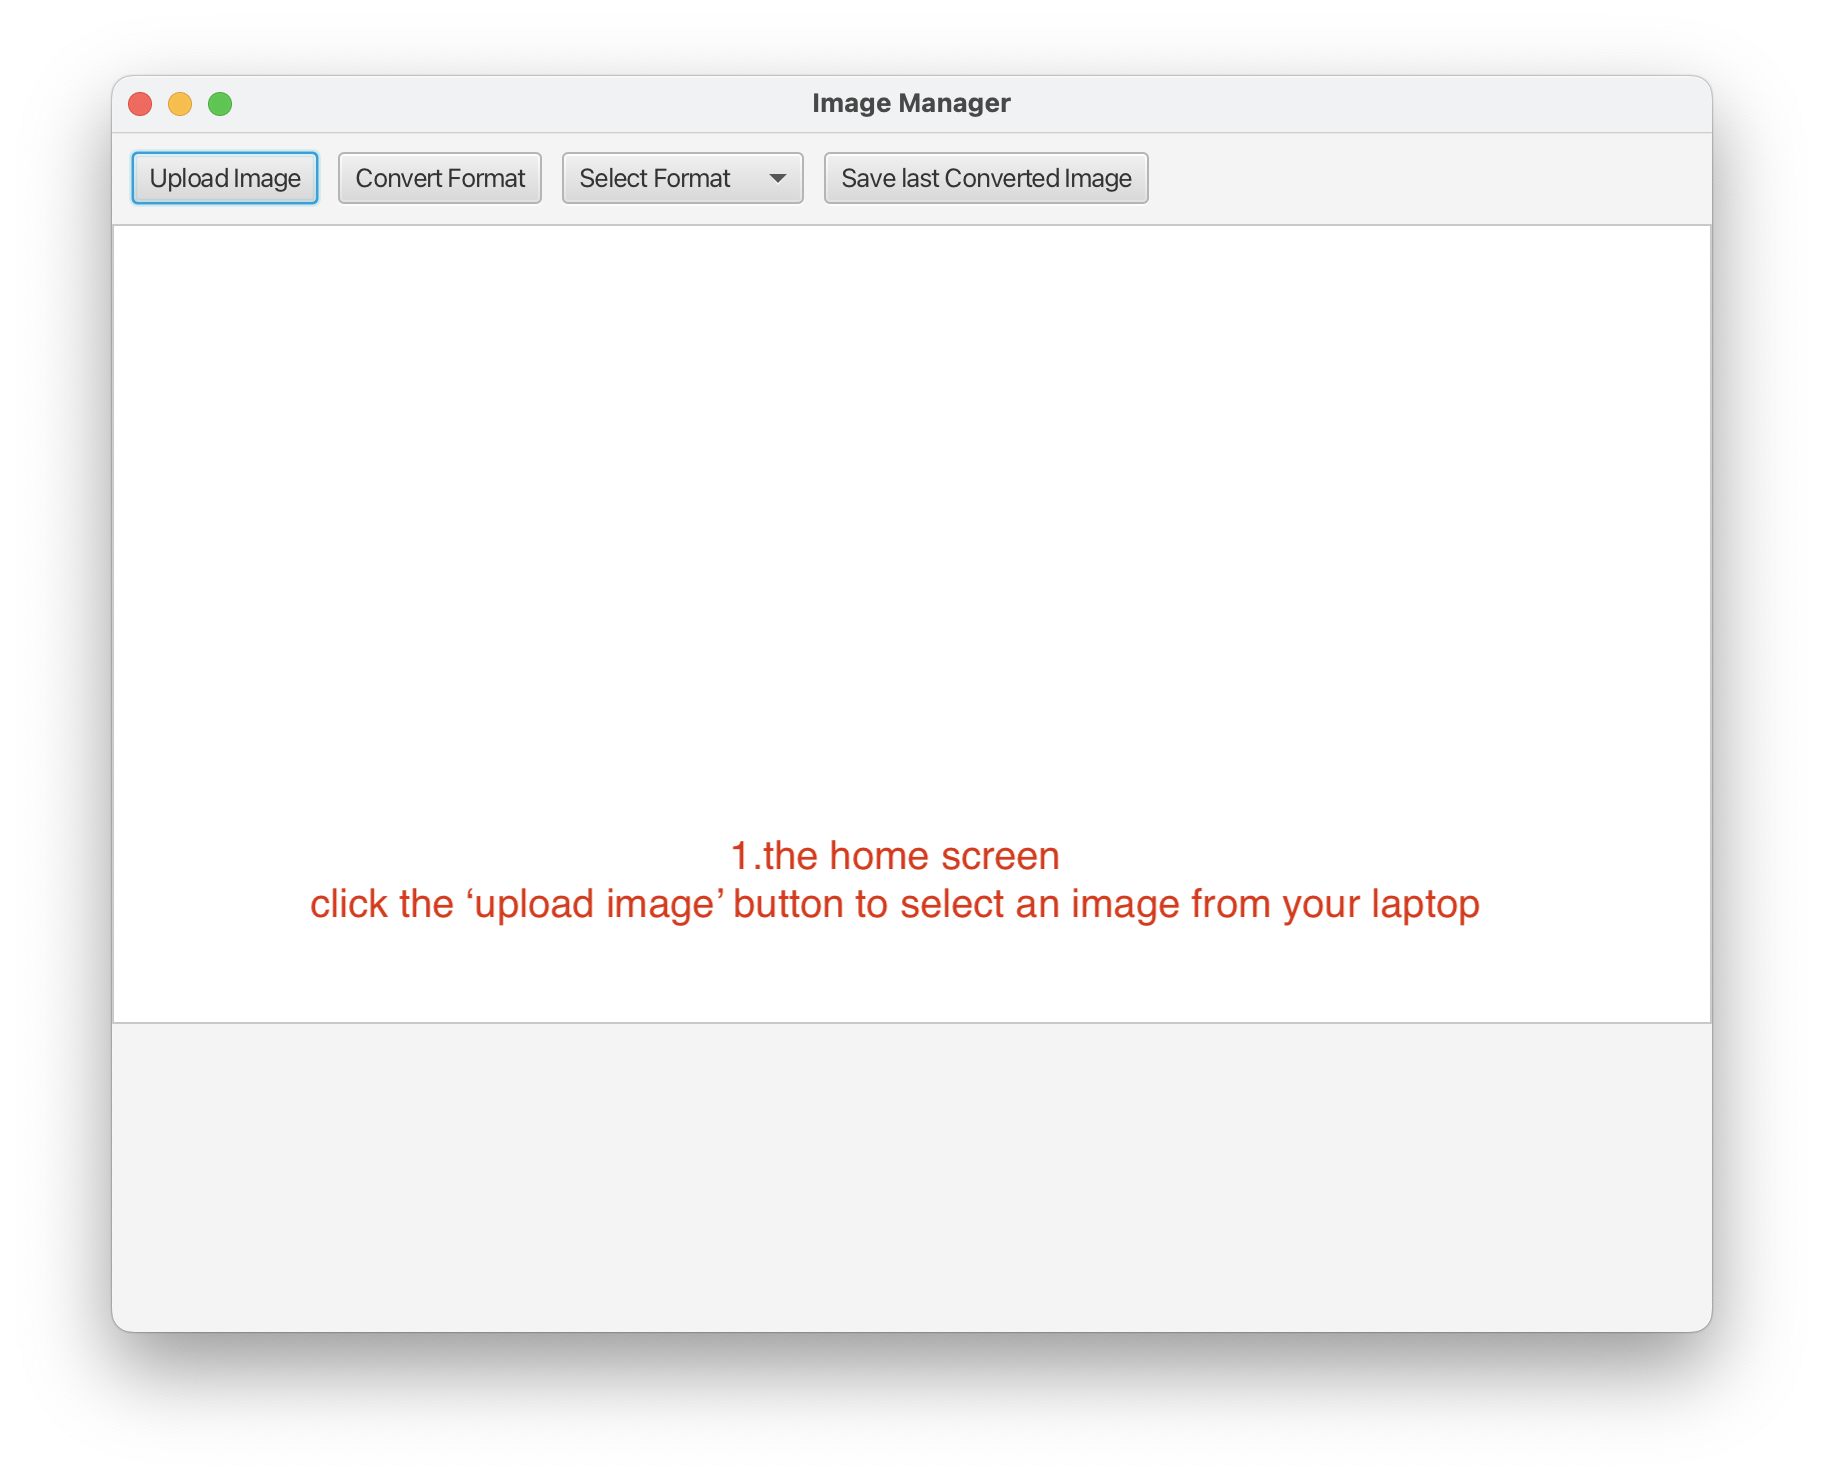 Image Manager
Upload Image
Convert Format
Select Format
Save last Converted Image
1.the home screen
click the ‘upload image’ button to select an image from your laptop